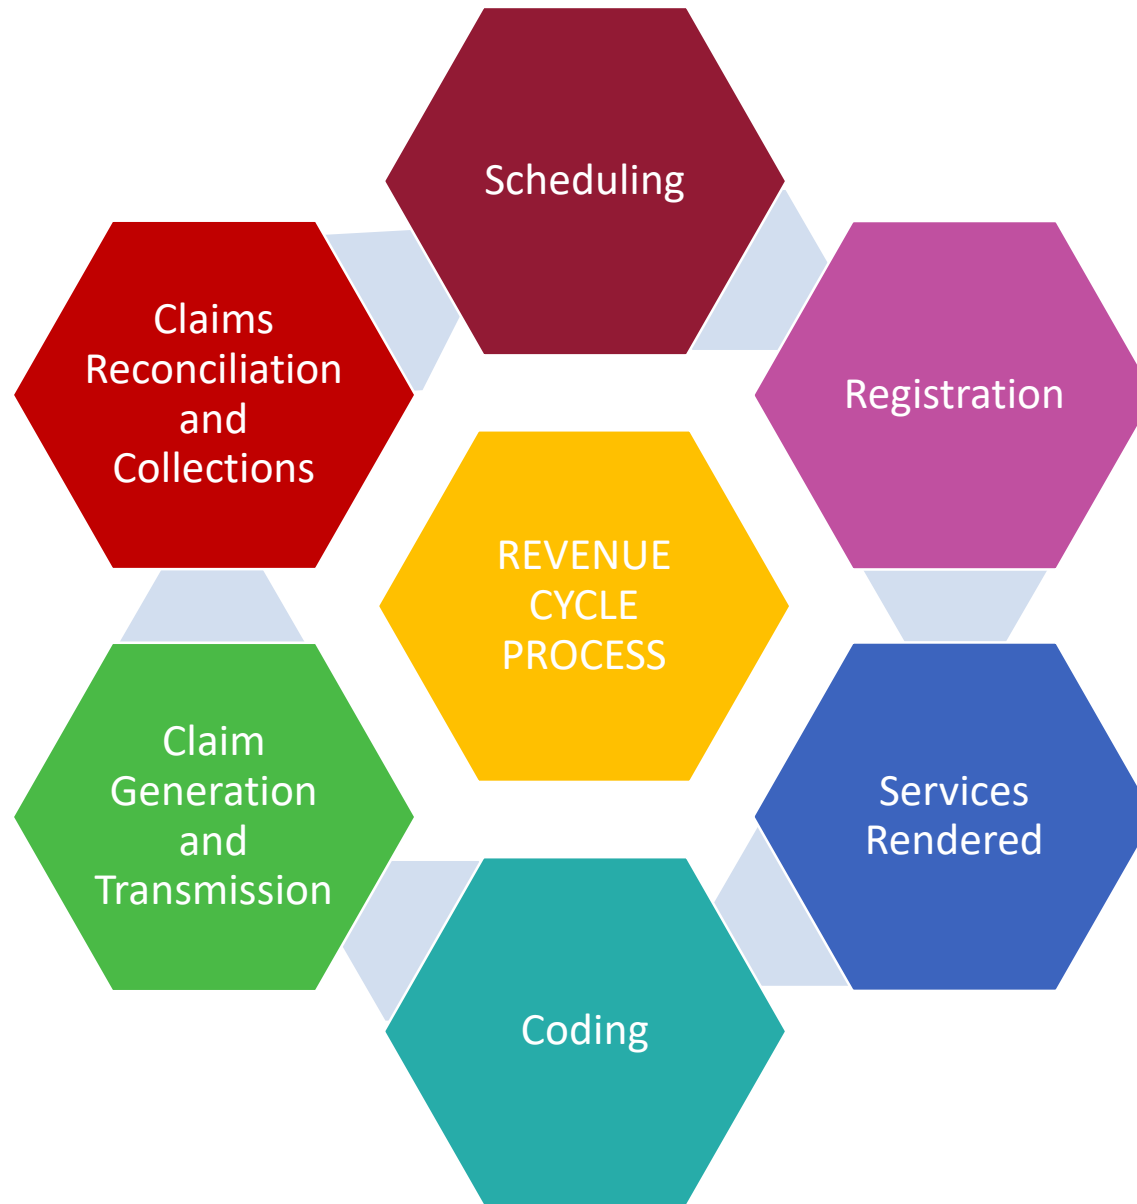 Scheduling
Registration
Services
Rendered
Coding
Claim
Generation
and
Transmission
Claims
Reconciliation
and
Collections
REVENUE
CYCLE
PROCESS